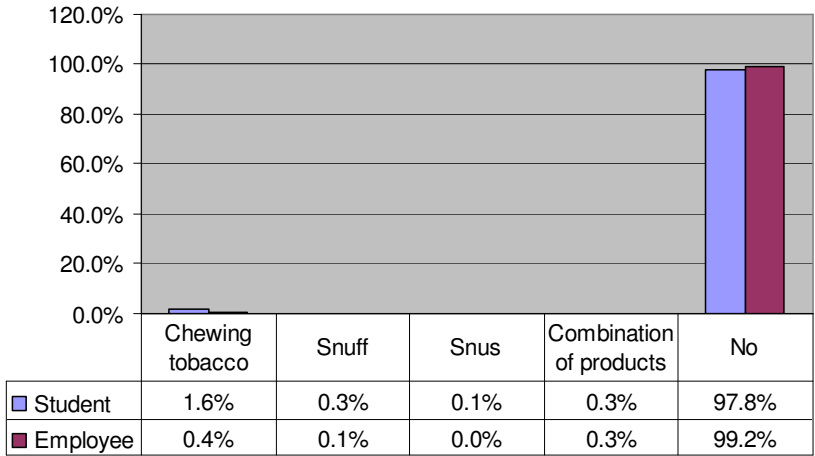 120.0%
100.0%
80.0%
60.0%
40.0%
20.0%
0.0%
Chewing tobacco Snuff Snus Combination of products No
Student 1.6% 0.3% 0.1% 0.3% 97.8%
Employee 0.4% 0.1% 0.0% 0.3% 99.2%